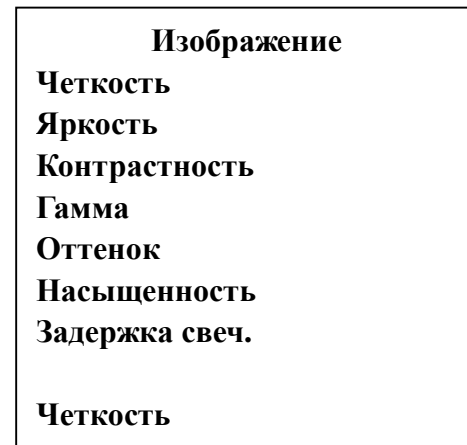 Изображение
Четкость
Яркость
Контрастность
Гамма
Оттенок
Насыщенность
Задержка свеч.
Четкость